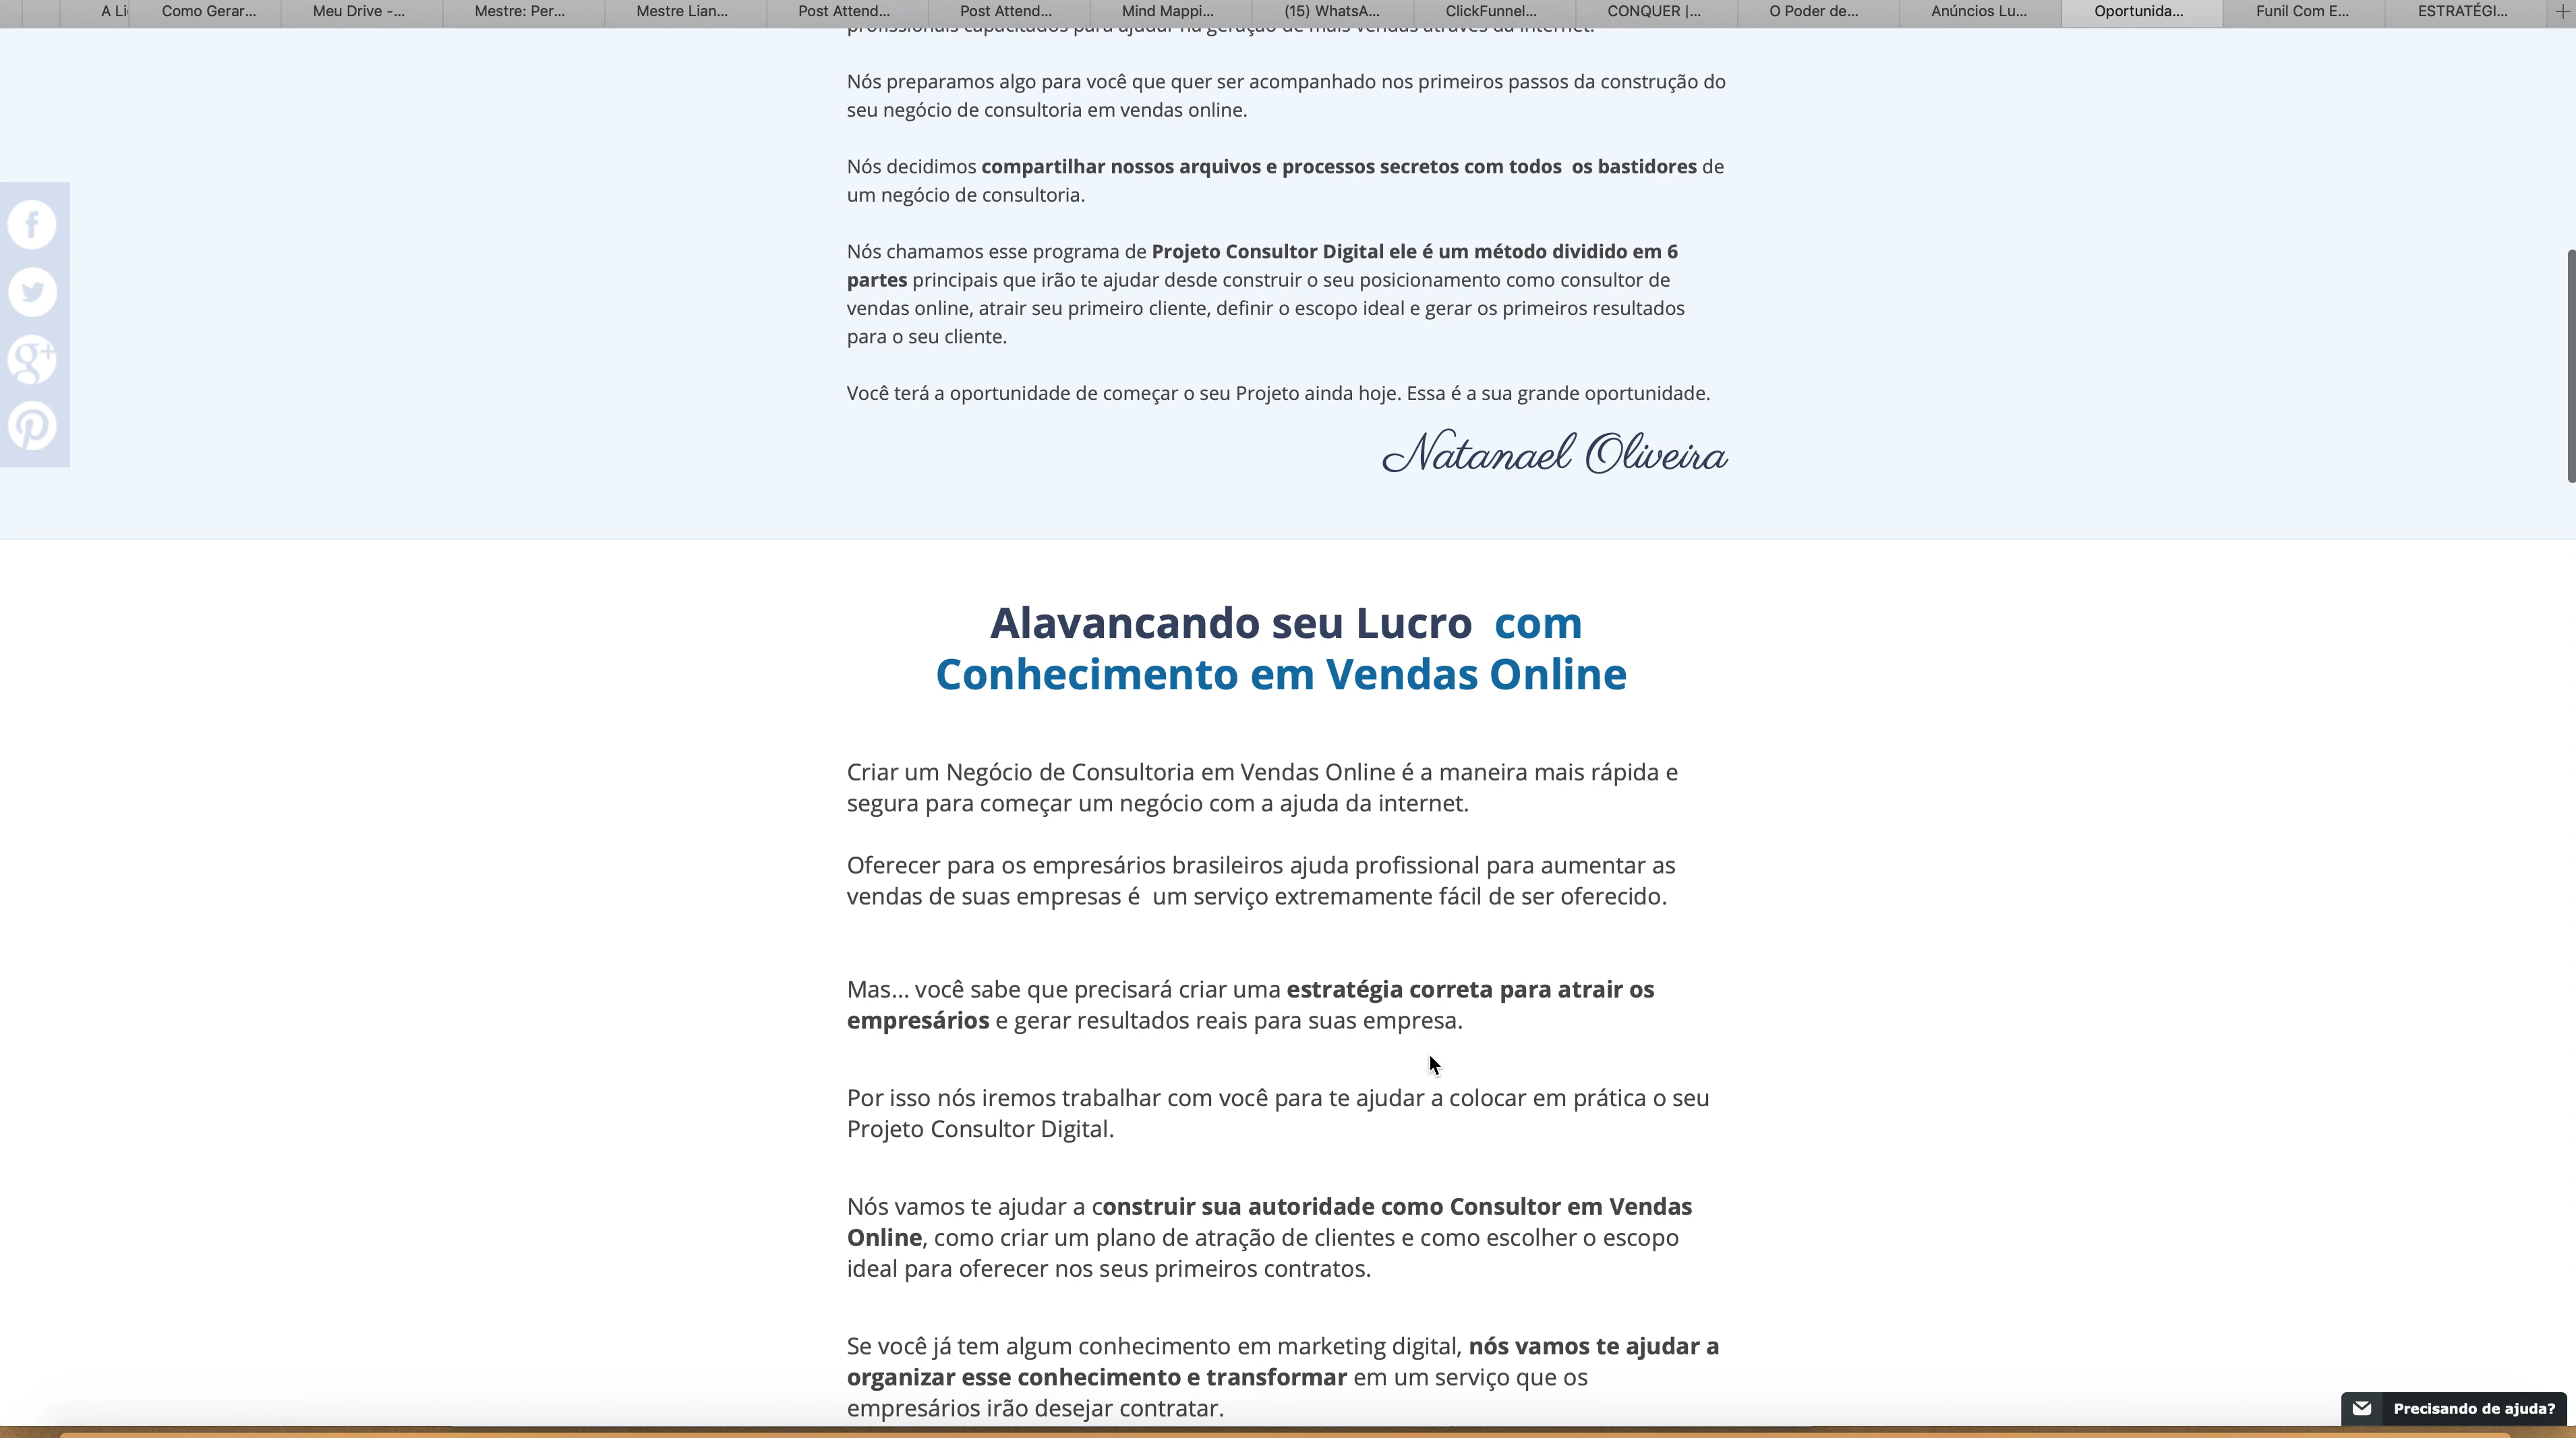 A Li
Como Gerar...
Meu Drive -...
Mestre: Per...
Mestre Lian...
Post Attend...
Post Attend...
Mind Mappi...
(15) WhatsA...
ClickFunnel...
CONQUER |...
O Poder de...
Anúncios Lu...
Oportunida...
Funil Com E...
ESTRATÉGI...
profissionais capacitados para ajudar na geração de mais vendas através da internet.
Nós preparamos algo para você que quer ser acompanhado nos primeiros passos da construção do
seu negócio de consultoria em vendas online.
Nós decidimos compartilhar nossos arquivos e processos secretos com todos os bastidores de
um negócio de consultoria.
Nós chamamos esse programa de Projeto Consultor Digital ele é um método dividido em 6
partes principais que irão te ajudar desde construir o seu posicionamento como consultor de
vendas online, atrair seu primeiro cliente, definir o escopo ideal e gerar os primeiros resultados
para o seu cliente.
Você terá a oportunidade de começar o seu Projeto ainda hoje. Essa é a sua grande oportunidade.
Natanael Oliveira
Alavancando seu Lucro com
Conhecimento em Vendas Online
Criar um Negócio de Consultoria em Vendas Online é a maneira mais rápida e
segura para começar um negócio com a ajuda da internet.
Oferecer para os empresários brasileiros ajuda profissional para aumentar as
vendas de suas empresas é um serviço extremamente fácil de ser oferecido.
Mas... você sabe que precisará criar uma estratégia correta para atrair os
empresários e gerar resultados reais para suas empresa.
Por isso nós iremos trabalhar com você para te ajudar a colocar em prática o seu
Projeto Consultor Digital.
Nós vamos te ajudar a construir sua autoridade como Consultor em Vendas
Online, como criar um plano de atração de clientes e como escolher o escopo
ideal para oferecer nos seus primeiros contratos.
Se você já tem algum conhecimento em marketing digital, nós vamos te ajudar a
organizar esse conhecimento e transformar em um serviço que os
empresários irão desejar contratar.
Precisando de ajuda?